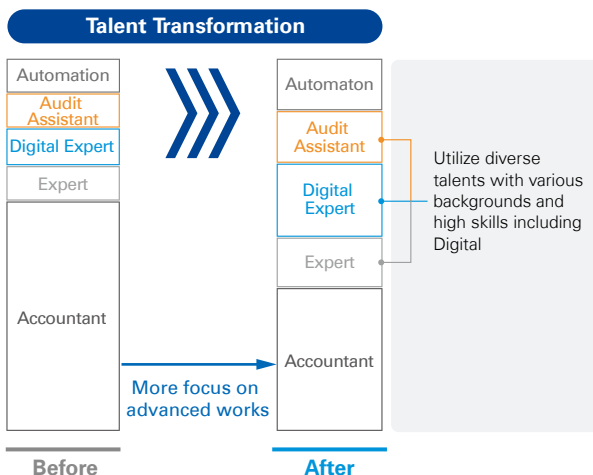 Talent Transformation
Automation
Audit
Assistant
Digital Expert
Expert
Accountant
Before
More focus on
advanced works
Automaton
Audit
Assistant
Digital
Expert
Expert
Accountant
After
Utilize diverse
talents with various
backgrounds and
high skills including
Digital